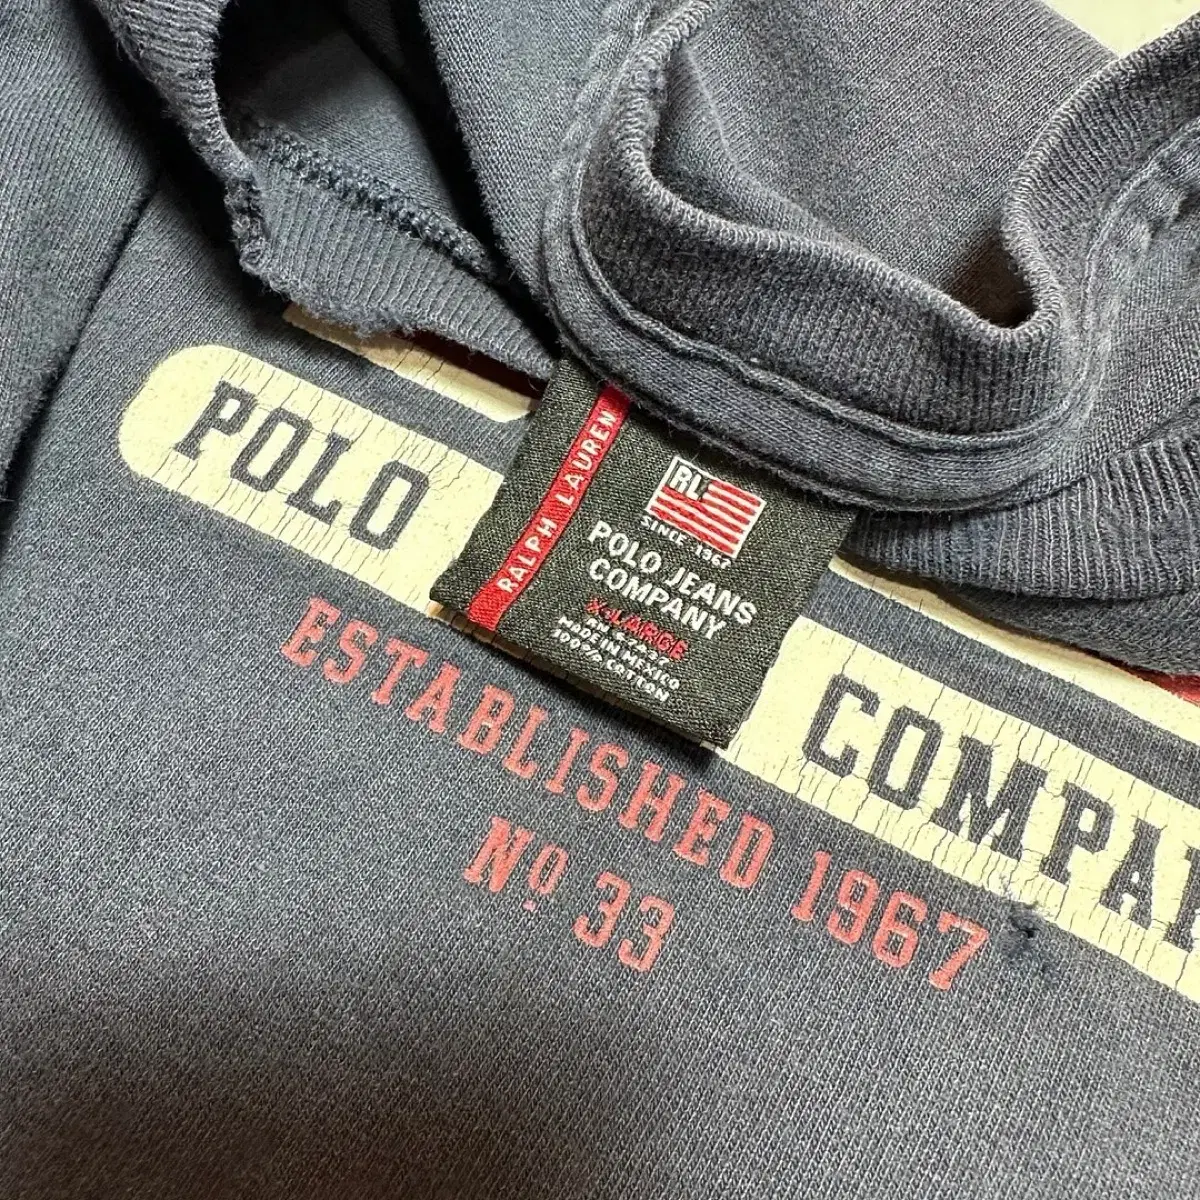 POLO COMPA
ESTABLISHED 1967
Nº 33
RALPH LAUREN
RL
SINCE 1967
POLO JEANS
COMPANY
X-LARGE
MADE IN MEXICO
100% COTTON